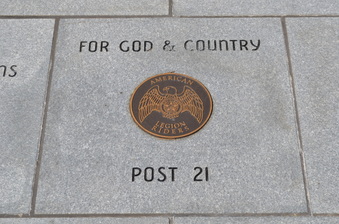 FOR GOD & COUNTRY
AMERICAN
LEGION
RIDERS
POST 21